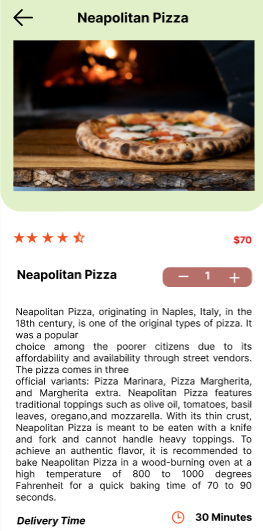 Neapolitan Pizza
$70
Neapolitan Pizza
1
Neapolitan Pizza, originating in Naples, Italy, in the
18th century, is one of the original types of pizza. It
was a popular
choice among the poorer citizens due to its
affordability and availability through street vendors.
The pizza comes in three
official variants: Pizza Marinara, Pizza Margherita,
and Margherita extra. Neapolitan Pizza features
traditional toppings such as olive oil, tomatoes, basil
leaves, oregano,and mozzarella. With its thin crust,
Neapolitan Pizza is meant to be eaten with a knife
and fork and cannot handle heavy toppings. To
achieve an authentic flavor, it is recommended to
bake Neapolitan Pizza in a wood-burning oven at a
high temperature of 800 to 1000 degrees
Fahrenheit for a quick baking time of 70 to 90
seconds.
Delivery Time
30 Minutes